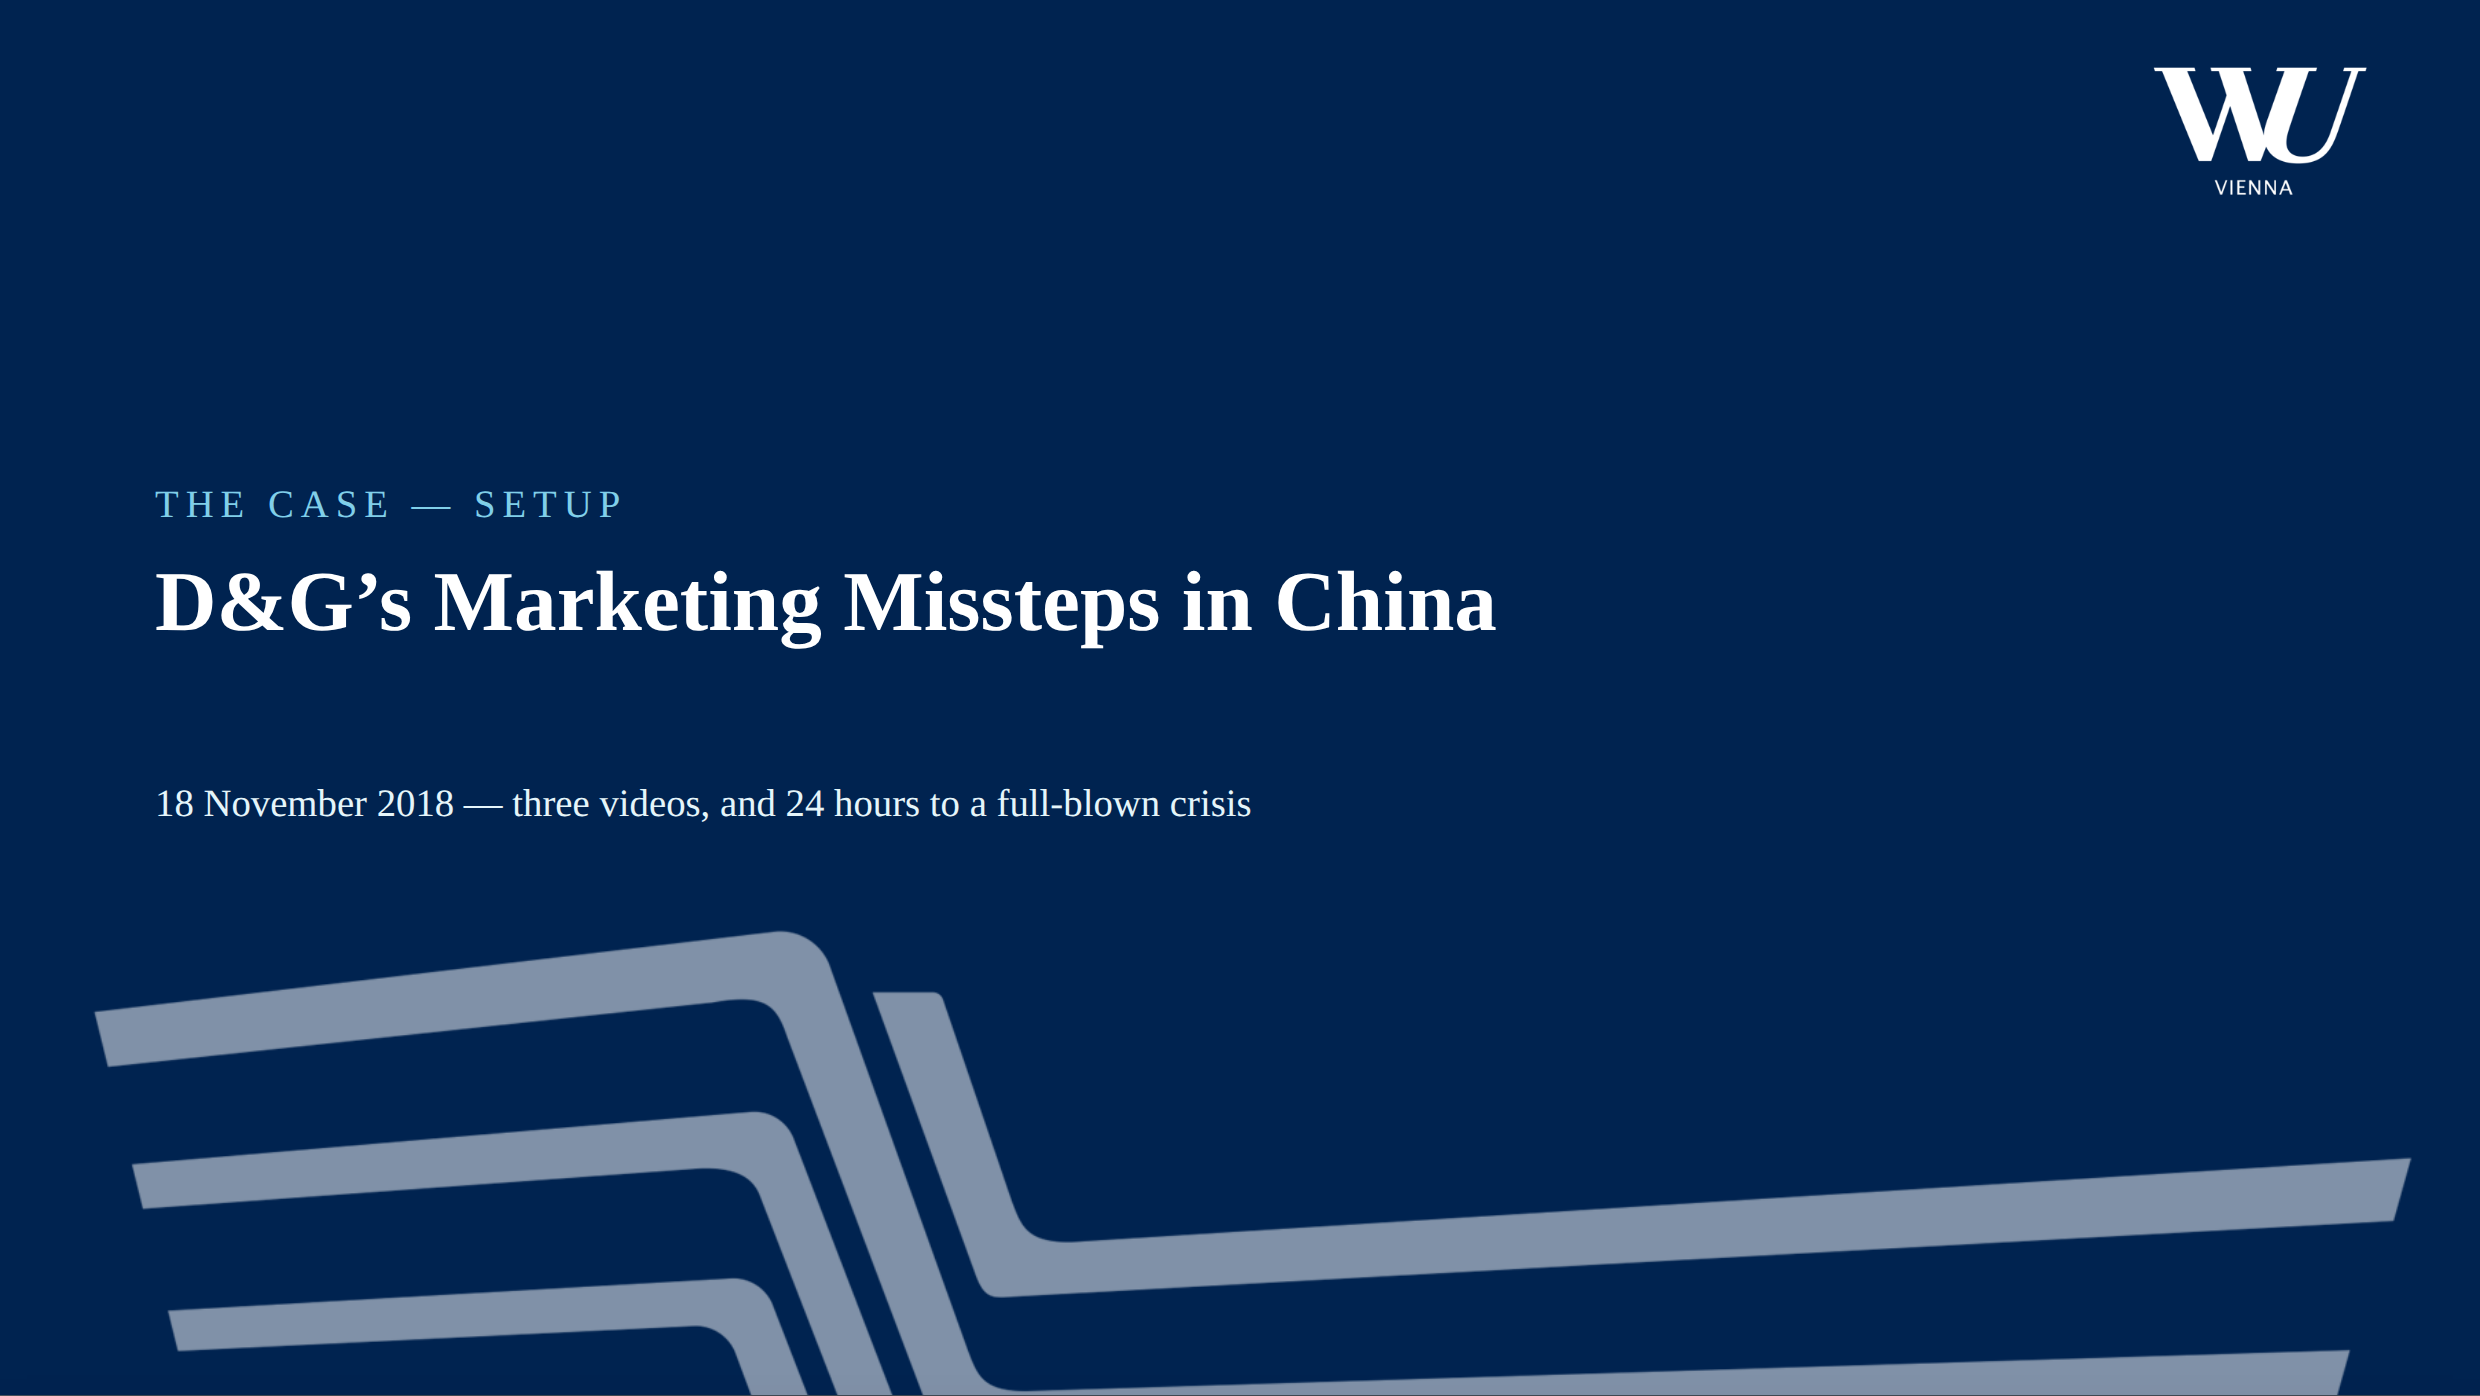 WU
VIENNA
THE CASE — SETUP
D&G’s Marketing Missteps in China
18 November 2018 — three videos, and 24 hours to a full-blown crisis